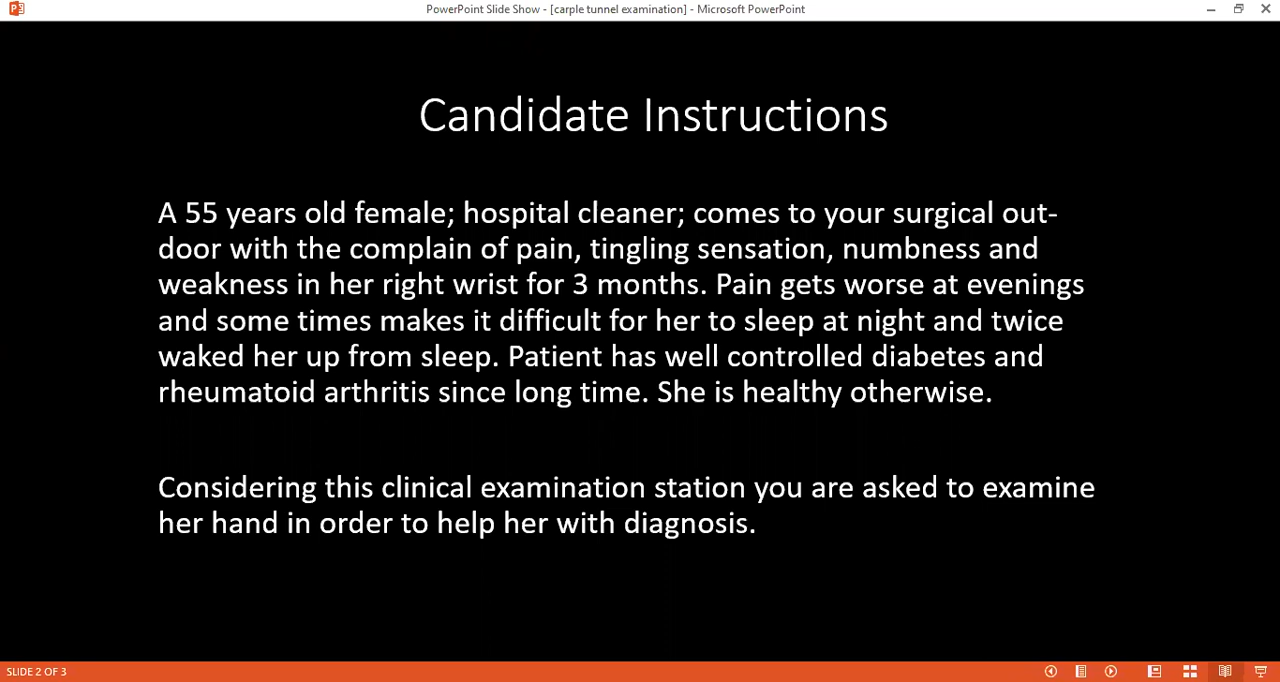 PowerPoint Slide Show - [carple tunnel examination] - Microsoft PowerPoint
Candidate Instructions
A 55 years old female; hospital cleaner; comes to your surgical out-
door with the complain of pain, tingling sensation, numbness and
weakness in her right wrist for 3 months. Pain gets worse at evenings
and some times makes it difficult for her to sleep at night and twice
waked her up from sleep. Patient has well controlled diabetes and
rheumatoid arthritis since long time. She is healthy otherwise.
Considering this clinical examination station you are asked to examine
her hand in order to help her with diagnosis.
SLIDE 2 OF 3